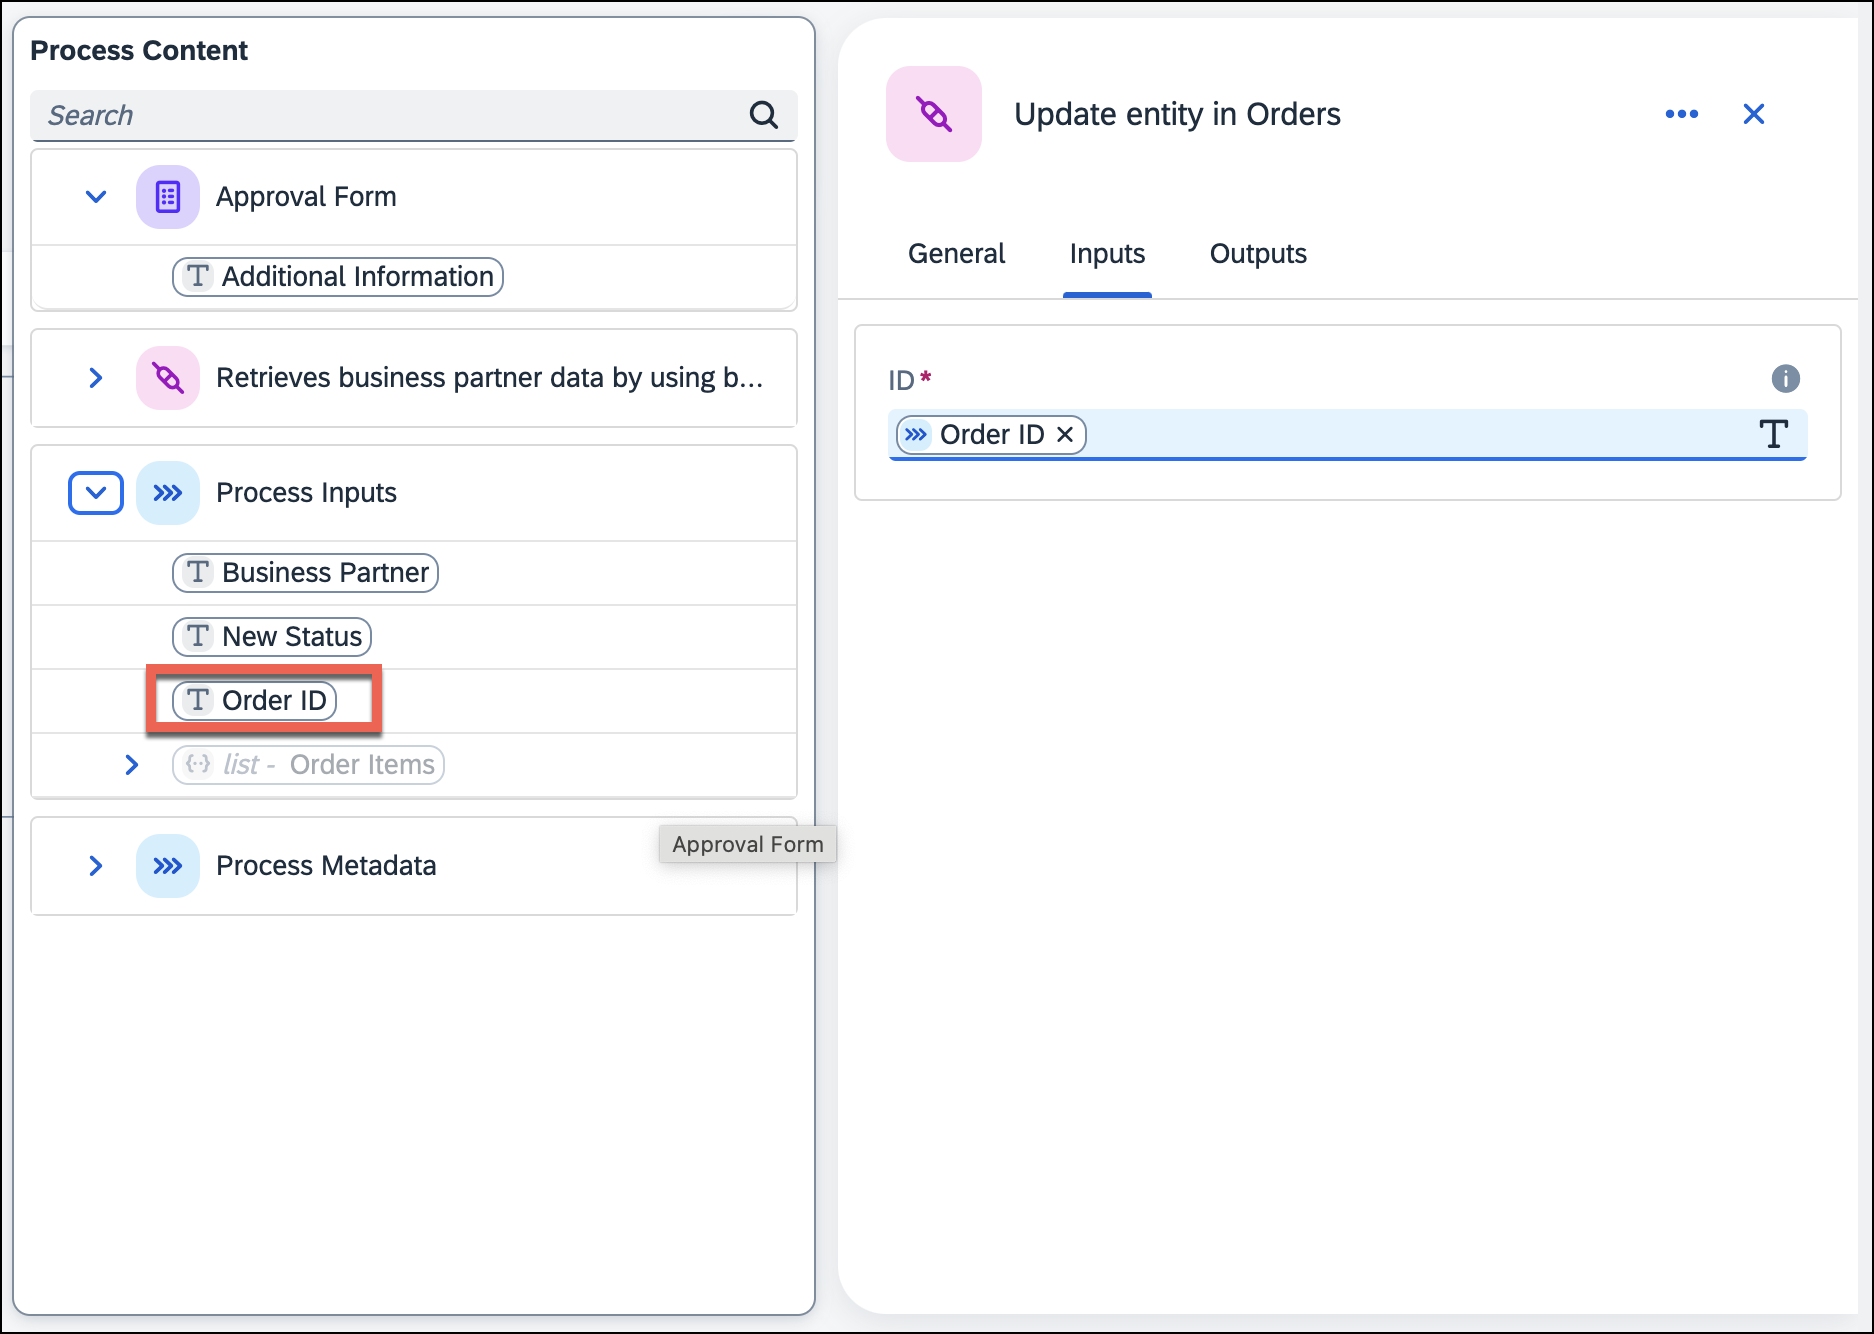 Process Content
Search
Approval Form
Additional Information
Retrieves business partner data by using b...
Process Inputs
Business Partner
New Status
Order ID
list - Order Items
Process Metadata
Approval Form
Update entity in Orders
General Inputs Outputs
ID*
Order ID